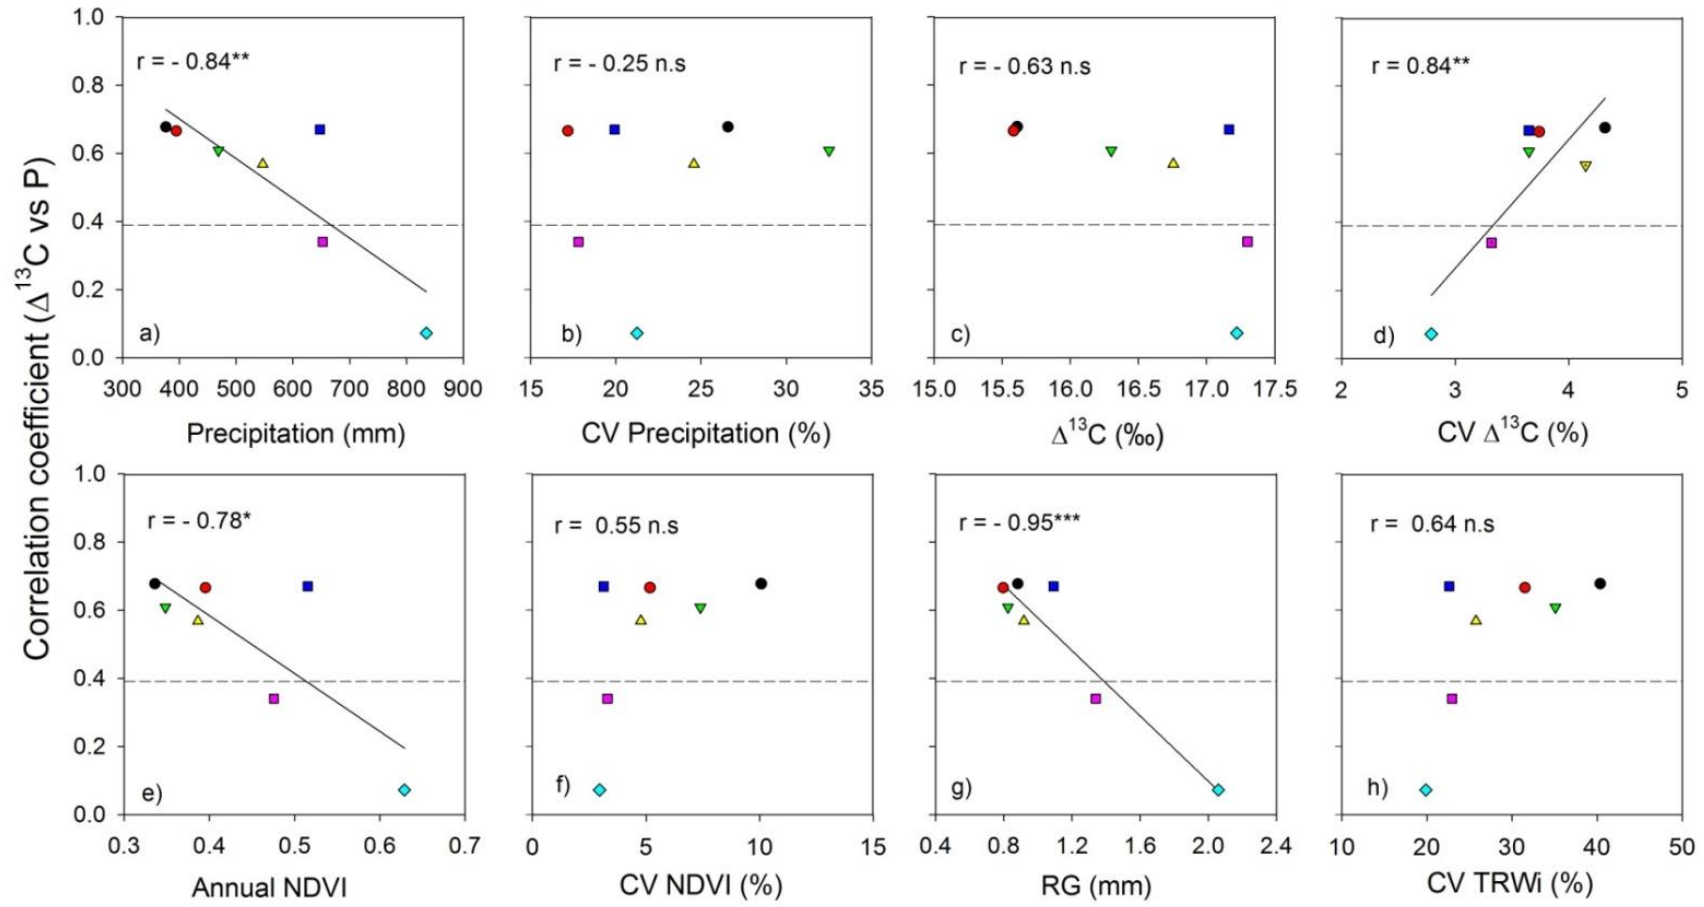 Correlation coefficient (Δ¹³C vs P)
1.0
0.8
0.6
0.4
0.2
0.0
r = - 0.84**
a)
300 400 500 600 700 800 900
Precipitation (mm)
r = - 0.25 n.s
b)
15 20 25 30 35
CV Precipitation (%)
r = - 0.63 n.s
c)
15.0 15.5 16.0 16.5 17.0 17.5
Δ¹³C (‰)
r = 0.84**
d)
2 3 4 5
CV Δ¹³C (%)
1.0
0.8
0.6
0.4
0.2
0.0
r = - 0.78*
e)
0.3 0.4 0.5 0.6 0.7
Annual NDVI
r = 0.55 n.s
f)
0 5 10 15
CV NDVI (%)
r = - 0.95***
g)
0.4 0.8 1.2 1.6 2.0 2.4
RG (mm)
r = 0.64 n.s
h)
10 20 30 40 50
CV TRWi (%)